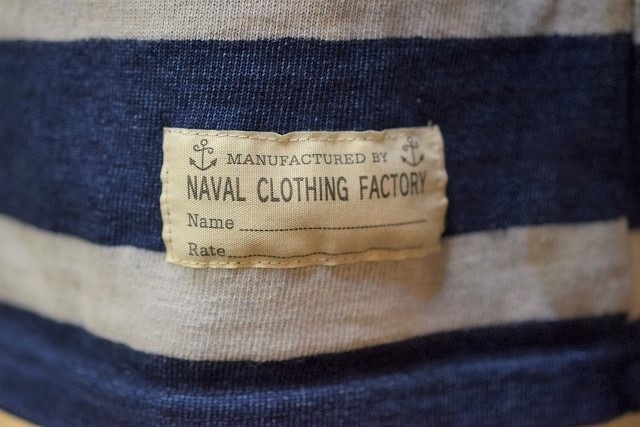 MANUFACTURED BY
NAVAL CLOTHING FACTORY
Name
Rate